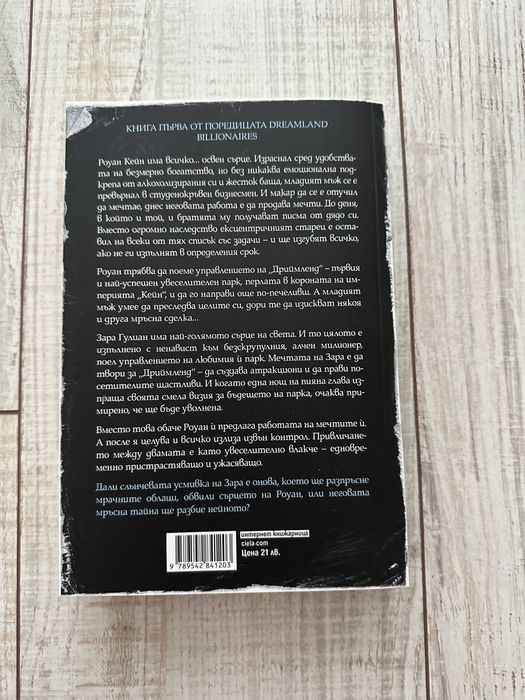 КНИГА ПЪРВА ОТ ПОРЕДИЦАТА DREAMLAND
BILLIONAIRES
Роуан Кейн има всичко... освен сърце. Израснал сред удобства-
та на безмерно богатство, но без никаква емоционална под-
крепа от алкохолизирания си и жесток баща, младият мъж се е
превърнал в студенокръвен бизнесмен. И макар да се е отучил
да мечтае, днес неговата работа е да продава мечти. До деня,
в който и той, и братята му получават писма от дядо си.
Вместо огромно наследство ексцентричният старец е оста-
вил на всеки от тях списък със задачи – и ще изгубят всичко,
ако не ги изпълнят в определения срок.
Роуан трябва да поеме управлението на „Дриймленд“ – първия
и най-успешен увеселителен парк, перлата в короната на им-
перията „Кейн“, и да го направи още по-печеливш. А младият
мъж умее да преследва целите си, дори те да изискват някоя
и друга мръсна сделка...
Зара Гулиан има най-голямото сърце на света. И то цялото е
изпълнено с ненавист към безскрупулния, алчен милионер,
поел управлението на любимия ѝ парк. Мечтата на Зара е да
твори за „Дриймленд“ – да създава атракциони и да прави по-
сетителите щастливи. И когато една нощ на пияна глава из-
праща своята смела визия за бъдещето на парка, очаква при-
мирено, че ще бъде уволнена.
Вместо това обаче Роуан ѝ предлага работата на мечтите ѝ.
А после я целува и всичко излиза извън контрол. Привличане-
то между двамата е като увеселително влакче – едновре-
менно пристрастяващо и ужасяващо.
Дали слънчевата усмивка на Зара е онова, което ще разпръсне
мрачните облаци, обвили сърцето на Роуан, или неговата
мръсна тайна ще разбие нейното?
интернет книжарница
ciela.com
Цена 21 лв.
9 789542 841203